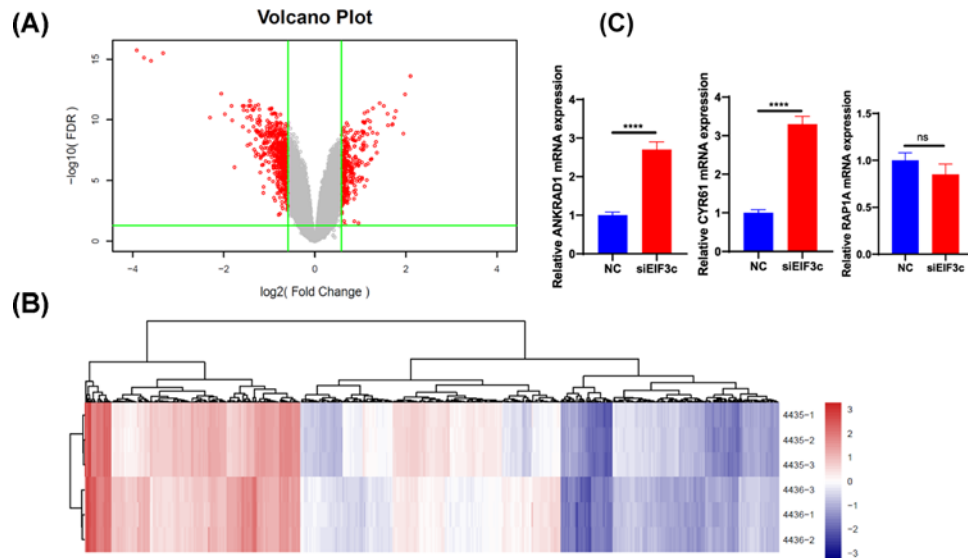 (A)
Volcano Plot
−log10( FDR )
15
10
5
0
−4
−2
0
2
4
log2( Fold Change )
(C)
Relative ANKRAD1 mRNA expression
4
3
2
1
0
****
NC
siEIF3c
Relative CYR61 mRNA expression
4
3
2
1
0
****
NC
siEIF3c
Relative RAP1A mRNA expression
1.5
1.0
0.5
0.0
ns
NC
siEIF3c
(B)
4435−1
4435−2
4435−3
4436−3
4436−1
4436−2
3
2
1
0
−1
−2
−3